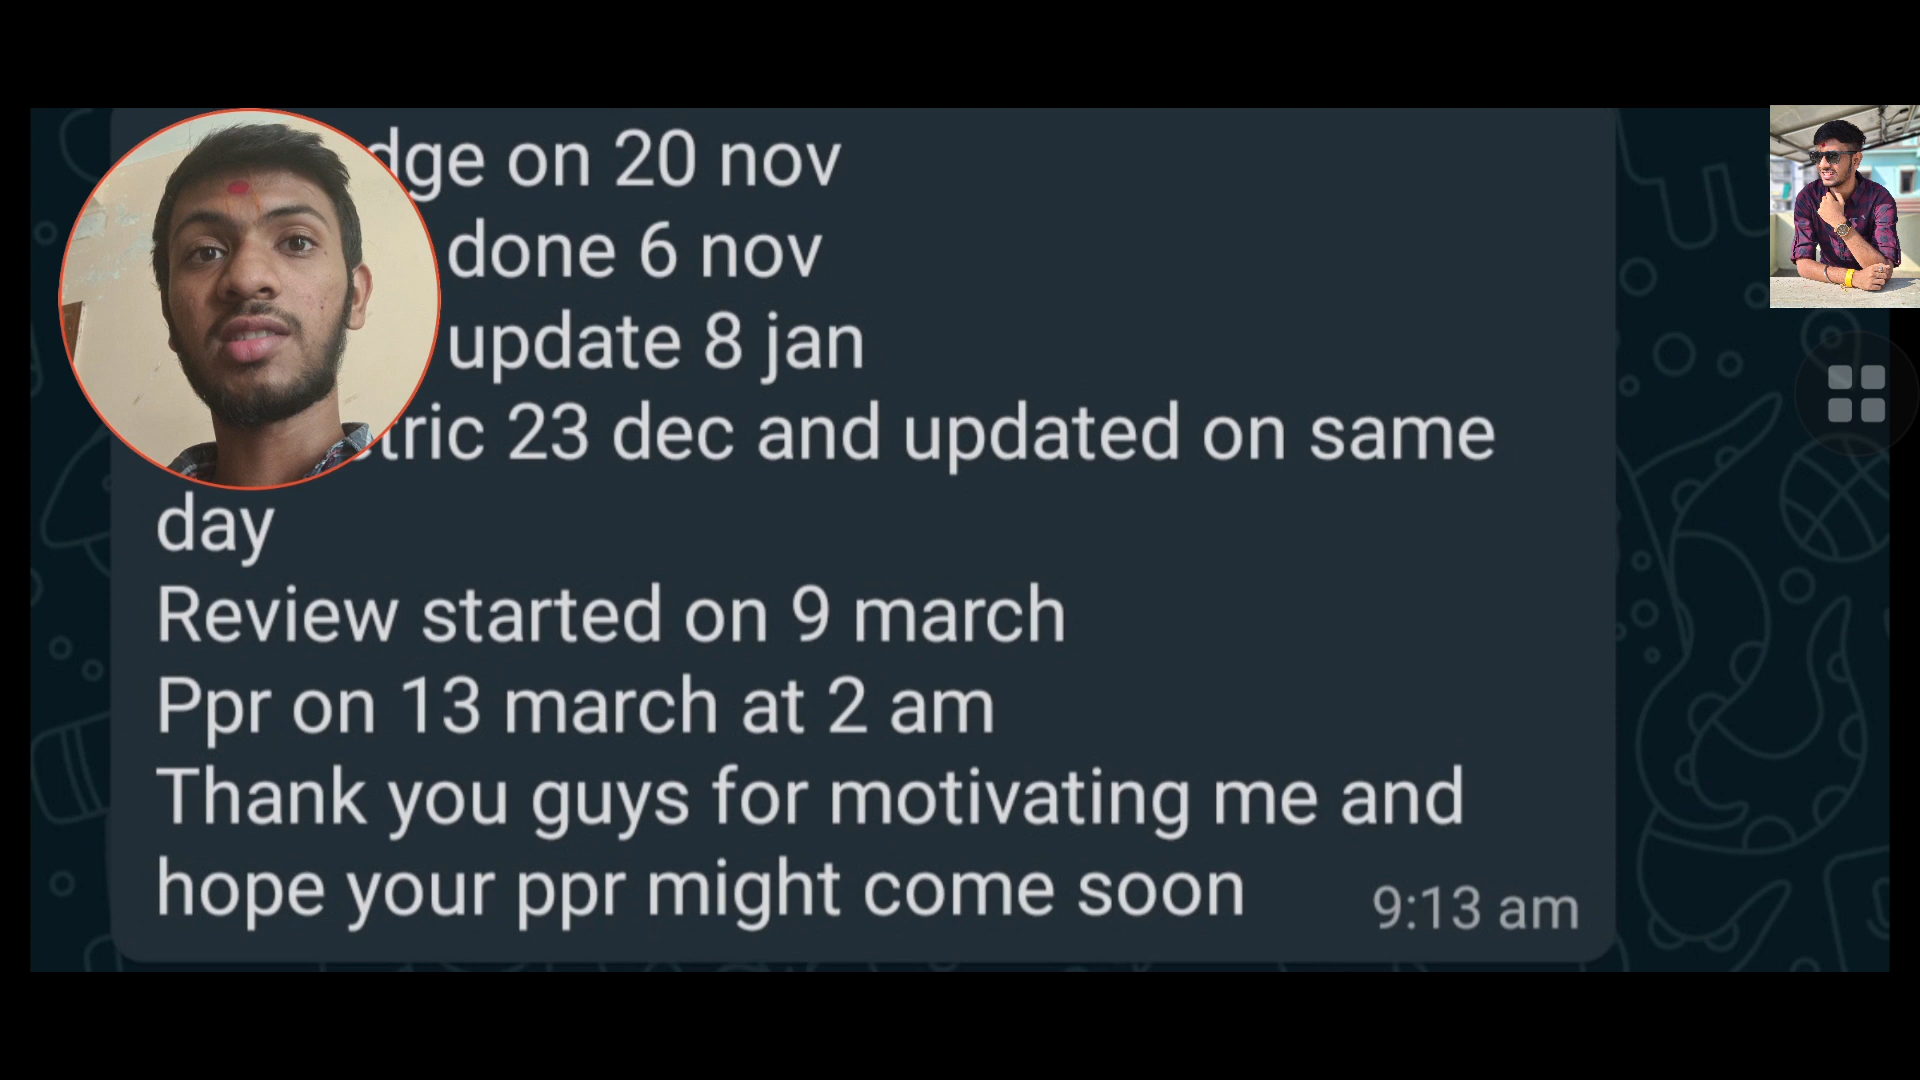 on 20 nov
done 6 nov
update 8 jan
23 dec and updated on same
day
Review started on 9 march
Ppr on 13 march at 2 am
Thank you guys for motivating me and
hope your ppr might come soon
9:13 am